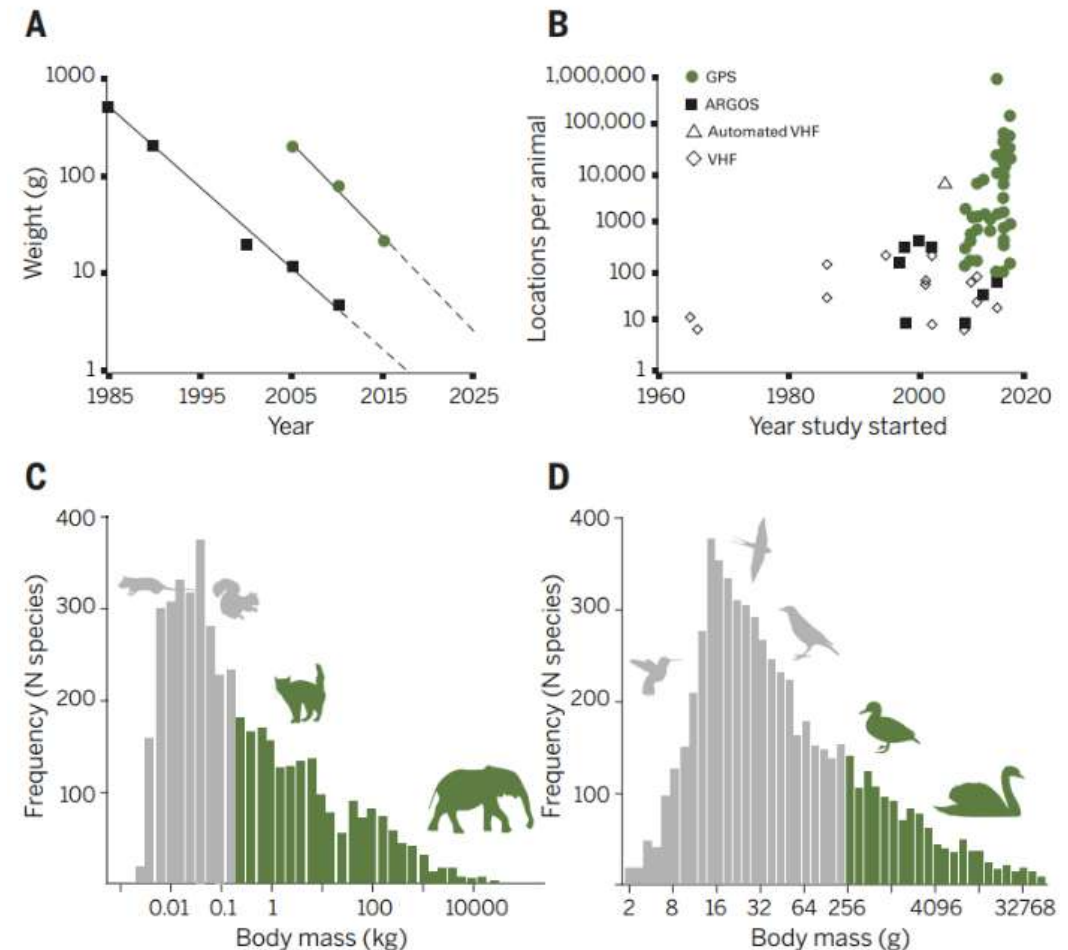 A
1000
100
10
1
Weight (g)
1985
1995
2005
2015
2025
Year
B
1,000,000
100,000
10,000
1000
100
10
1
Locations per animal
GPS
ARGOS
Automated VHF
VHF
1960
1980
2000
2020
Year study started
C
400
300
200
100
Frequency (N species)
0.01
0.1
1
100
10000
Body mass (kg)
D
400
300
200
100
Frequency (N species)
2
8
16
32
64
256
4096
32768
Body mass (g)